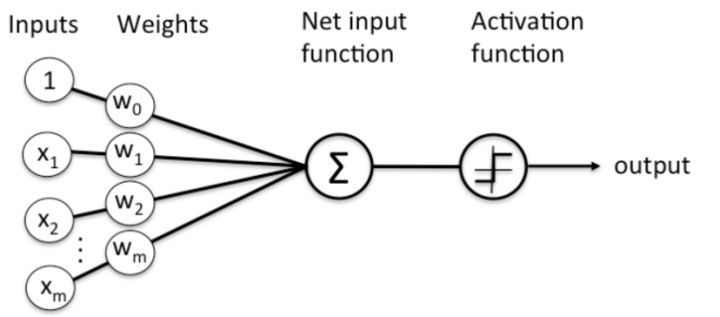 Inputs
Weights
Net input
function
Activation
function
1
w0
x1
w1
x2
w2
⋮
xm
wm
Σ
output